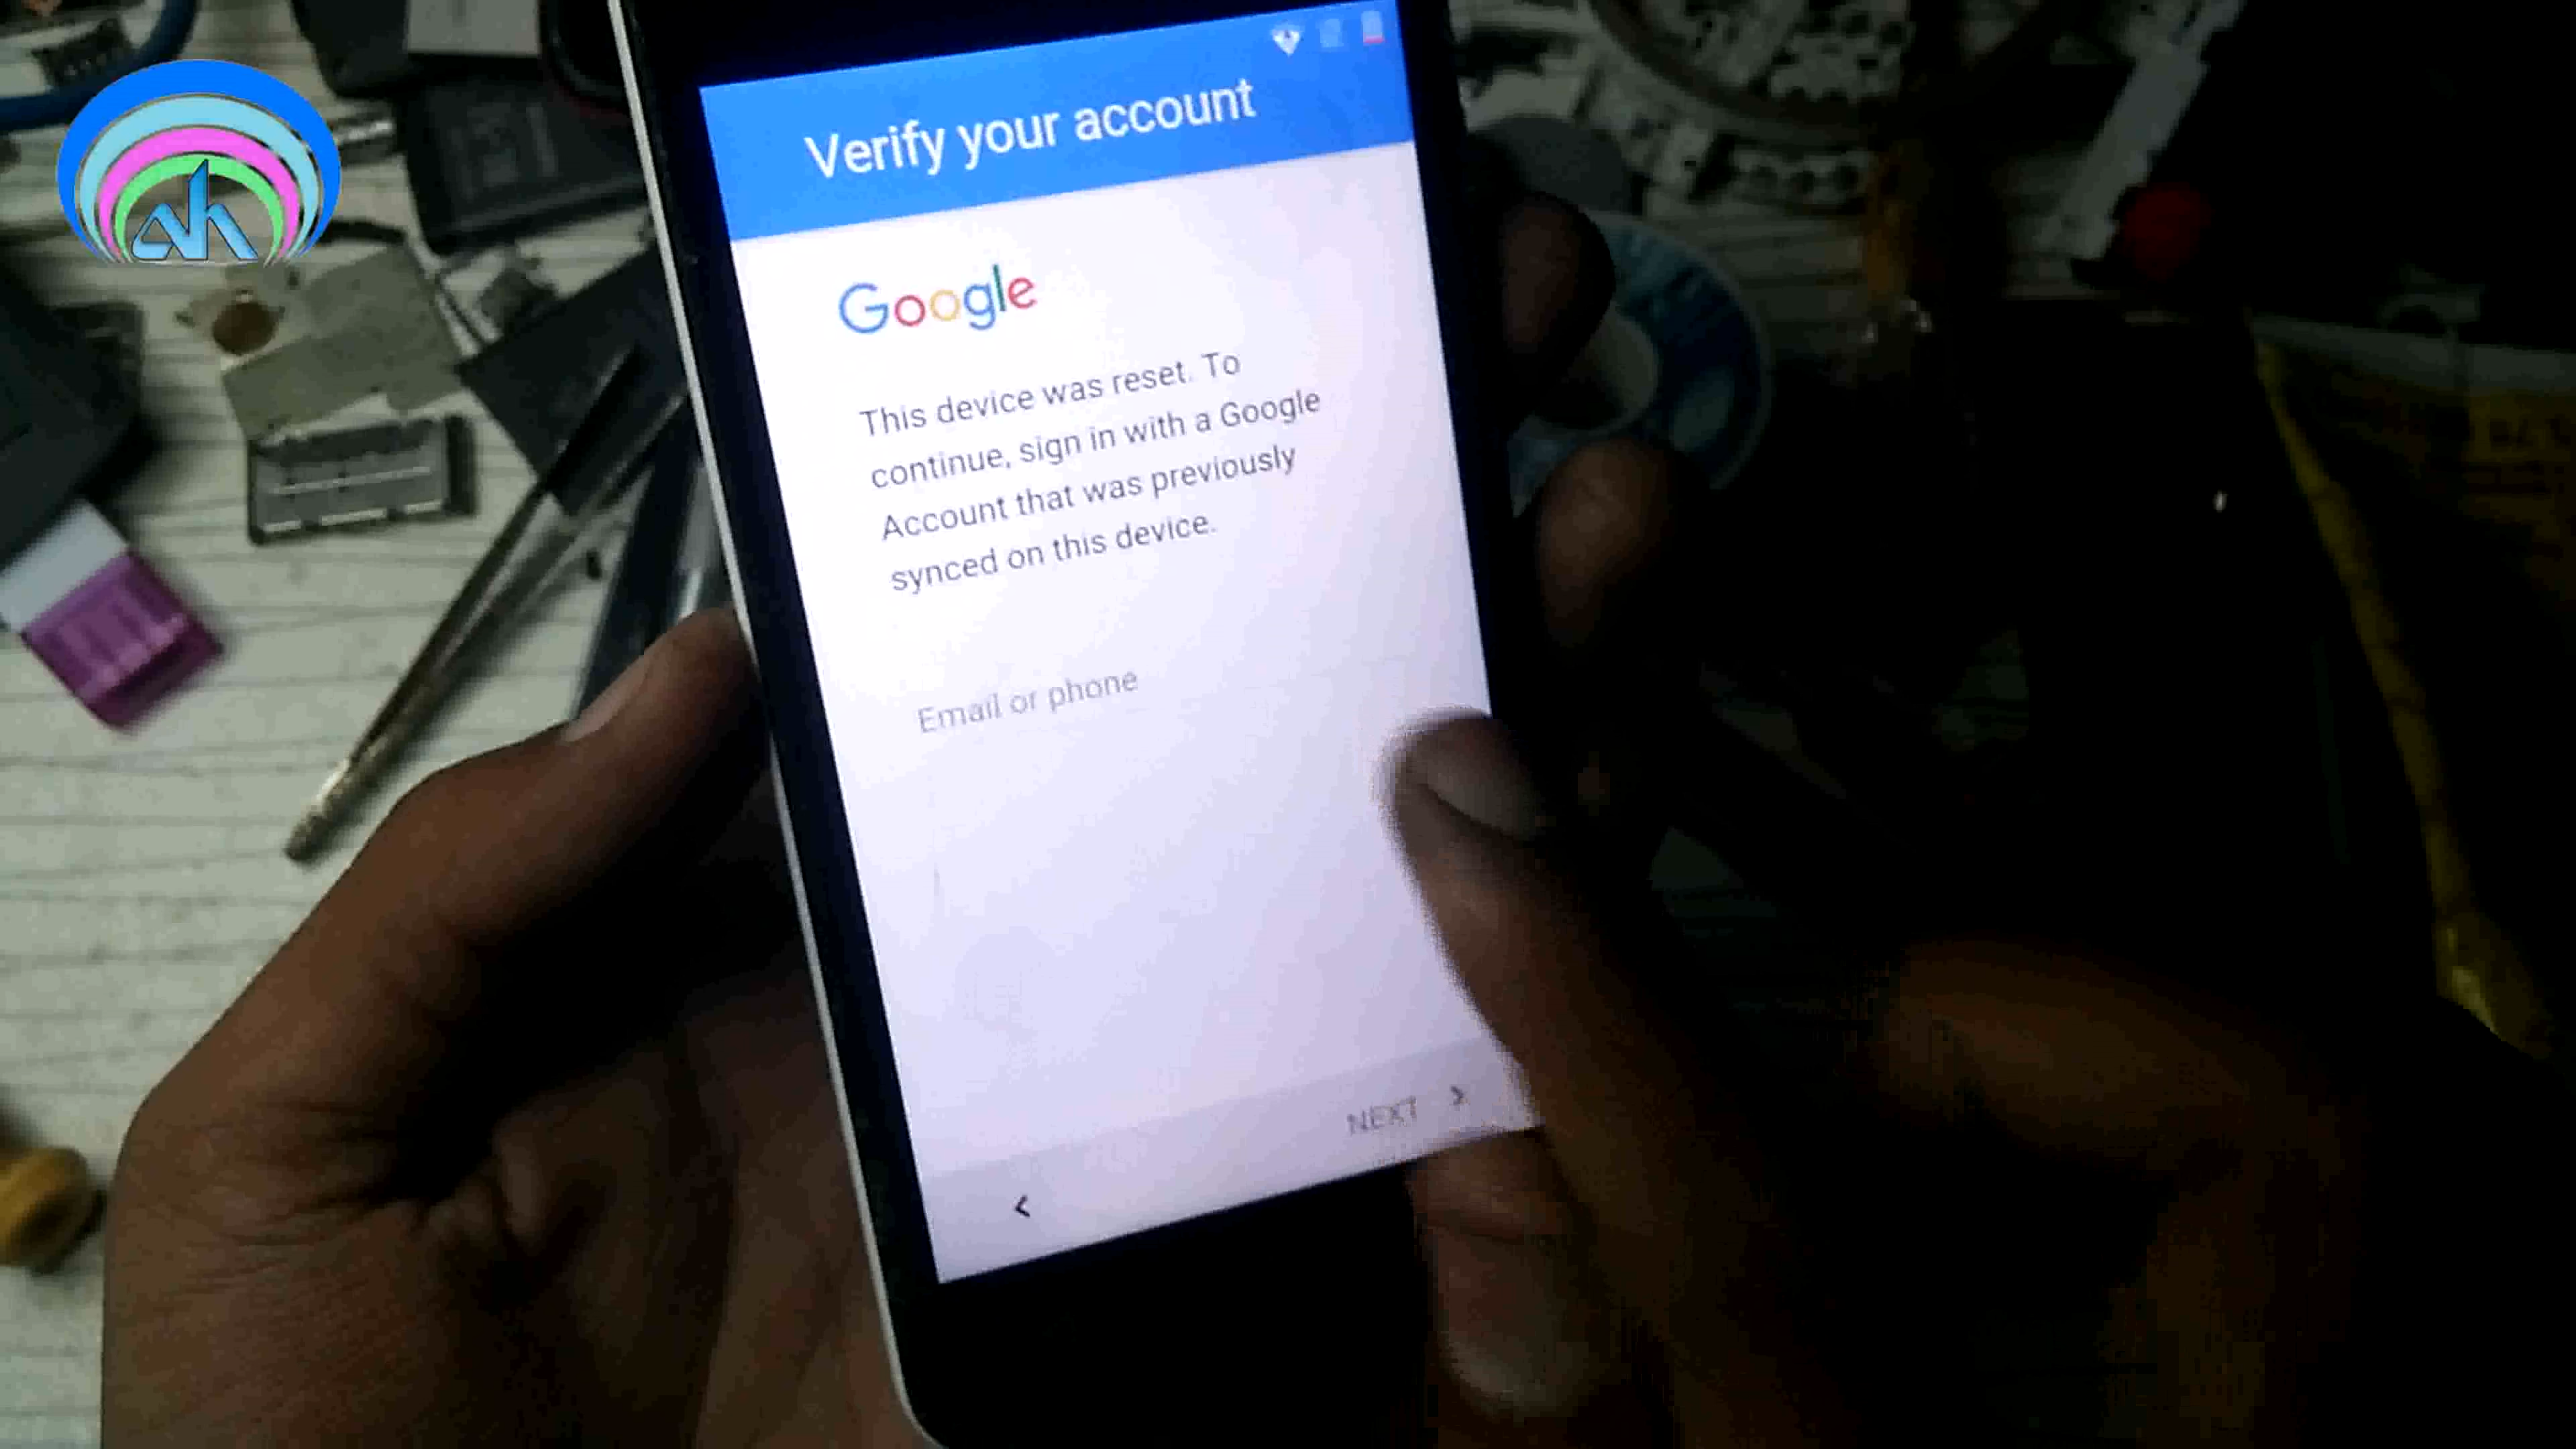 Verify your account
Google
This device was reset. To
continue, sign in with a Google
Account that was previously
synced on this device.
Email or phone
NEXT